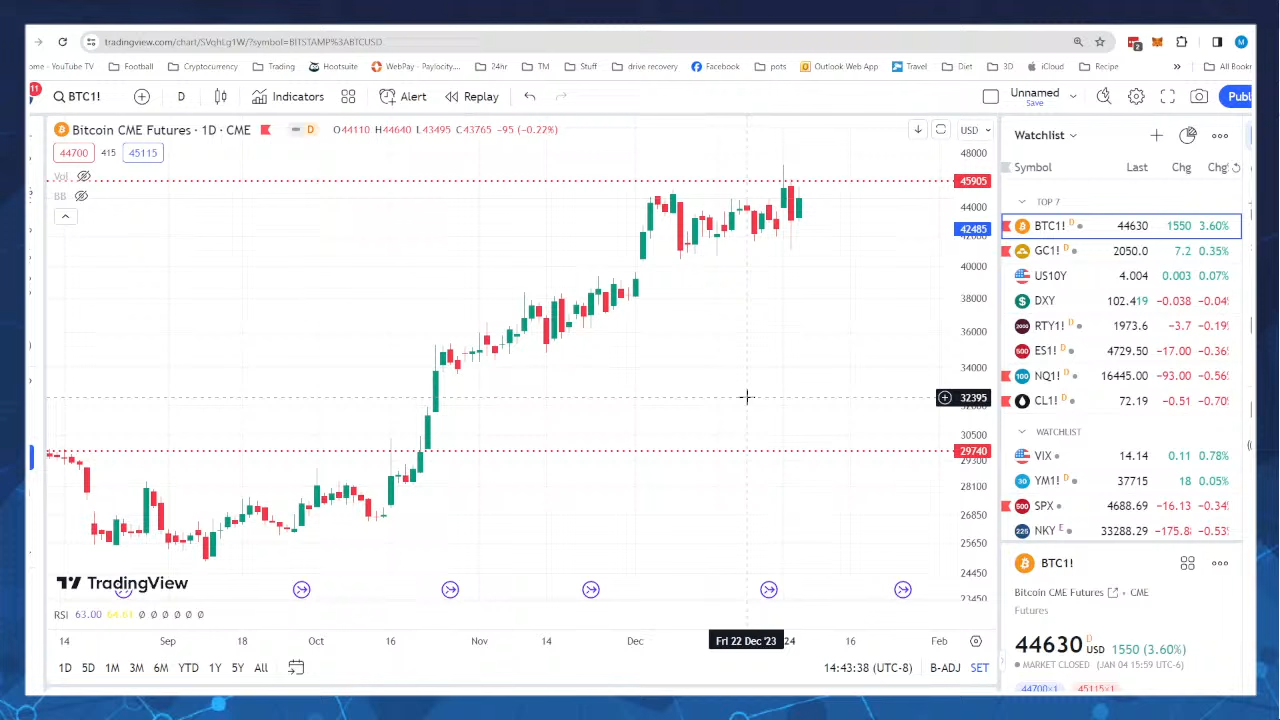 tradingview.com/chart/SVqhLg1W/?symbol=BITSTAMP%3ABTCUSD
ome - YouTube TV Football Cryptocurrency Trading Hootsuite WebPay - Paylocity... 24hr TM Stuff drive recovery Facebook pots Outlook Web App Travel Diet 3D iCloud Recipe » All Bookr
11 BTC1! D Indicators Alert Replay Unnamed Save Publ
Bitcoin CME Futures · 1D · CME D O44110 H44640 L43495 C43765 -95 (-0.22%) USD
44700 415 45115
Vol
BB
48000
45905
44000
42485
40000
38000
36000
34000
32395
30500
29740
29300
28100
26850
25650
24450
23450
TradingView
RSI 63.00 64.61 Ø Ø Ø Ø Ø Ø
14 Sep 18 Oct 16 Nov 14 Dec Fri 22 Dec '23 24 16 Feb
1D 5D 1M 3M 6M YTD 1Y 5Y All 14:43:38 (UTC-8) B-ADJ SET
Watchlist
Symbol Last Chg Chg%
TOP 7
BTC1! D 44630 1550 3.60%
GC1! D 2050.0 7.2 0.35%
US10Y 4.004 0.003 0.07%
DXY 102.419 -0.038 -0.04%
RTY1! D 1973.6 -3.7 -0.19%
ES1! D 4729.50 -17.00 -0.36%
NQ1! D 16445.00 -93.00 -0.56%
CL1! D 72.19 -0.51 -0.70%
WATCHLIST
VIX 14.14 0.11 0.78%
YM1! D 37715 18 0.05%
SPX 4688.69 -16.13 -0.34%
NKY E 33288.29 -175.8 -0.53%
BTC1!
Bitcoin CME Futures · CME
Futures
44630 D USD 1550 (3.60%)
MARKET CLOSED (JAN 04 15:59 UTC-6)
44700×1 45115×1